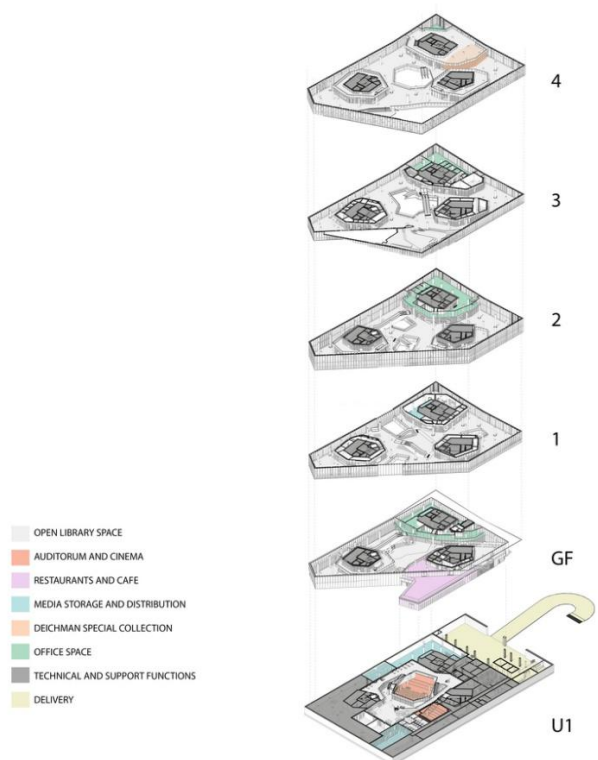 4
3
2
1
GF
U1
OPEN LIBRARY SPACE
AUDITORUM AND CINEMA
RESTAURANTS AND CAFE
MEDIA STORAGE AND DISTRIBUTION
DEICHMAN SPECIAL COLLECTION
OFFICE SPACE
TECHNICAL AND SUPPORT FUNCTIONS
DELIVERY